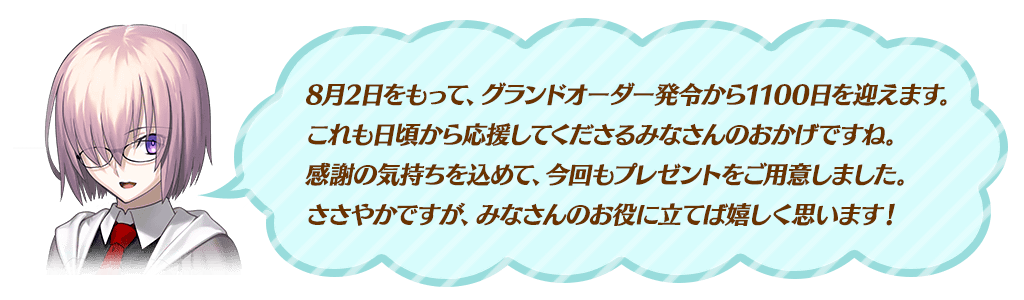 8月2日をもって、グランドオーダー発令から1100日を迎えます。
これも日頃から応援してくださるみなさんのおかげですね。
感謝の気持ちを込めて、今回もプレゼントをご用意しました。
ささやかですが、みなさんのお役に立てば嬉しく思います！